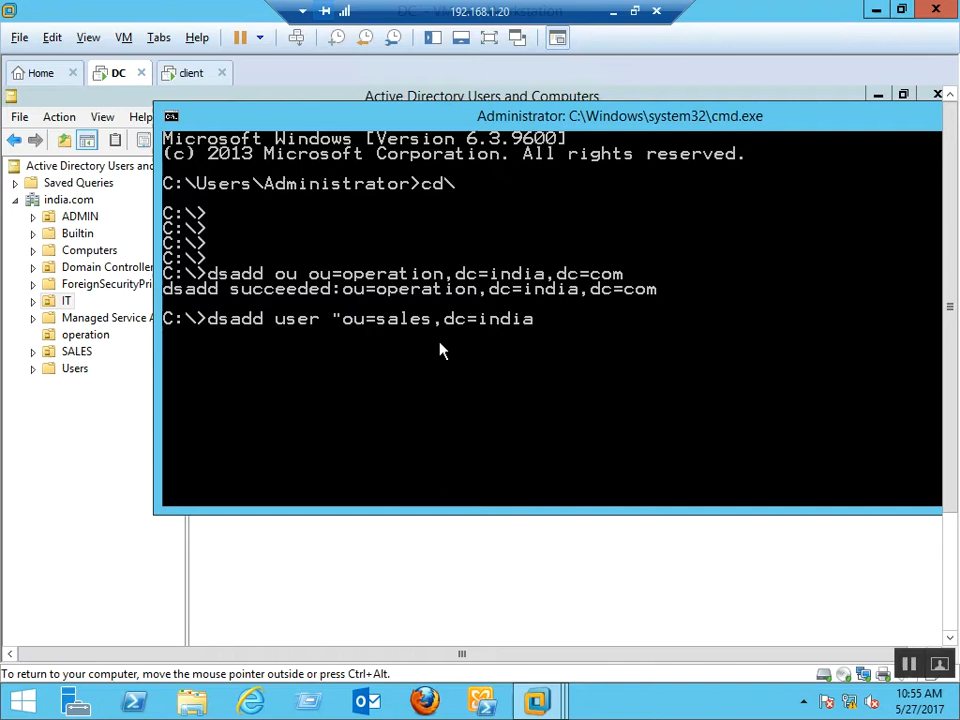 DC - VMware Workstation
192.168.1.20
File Edit View VM Tabs Help
Home
DC
client
Active Directory Users and Computers
File Action View Help
Active Directory Users and
Saved Queries
india.com
ADMIN
Builtin
Computers
Domain Controller
ForeignSecurityPri
IT
Managed Service A
operation
SALES
Users
Administrator: C:\Windows\system32\cmd.exe
Microsoft Windows [Version 6.3.9600]
(c) 2013 Microsoft Corporation. All rights reserved.
C:\Users\Administrator>cd\
C:\>
C:\>
C:\>
C:\>
C:\>dsadd ou ou=operation,dc=india,dc=com
dsadd succeeded:ou=operation,dc=india,dc=com
C:\>dsadd user "ou=sales,dc=india
To return to your computer, move the mouse pointer outside or press Ctrl+Alt.
10:55 AM
5/27/2017